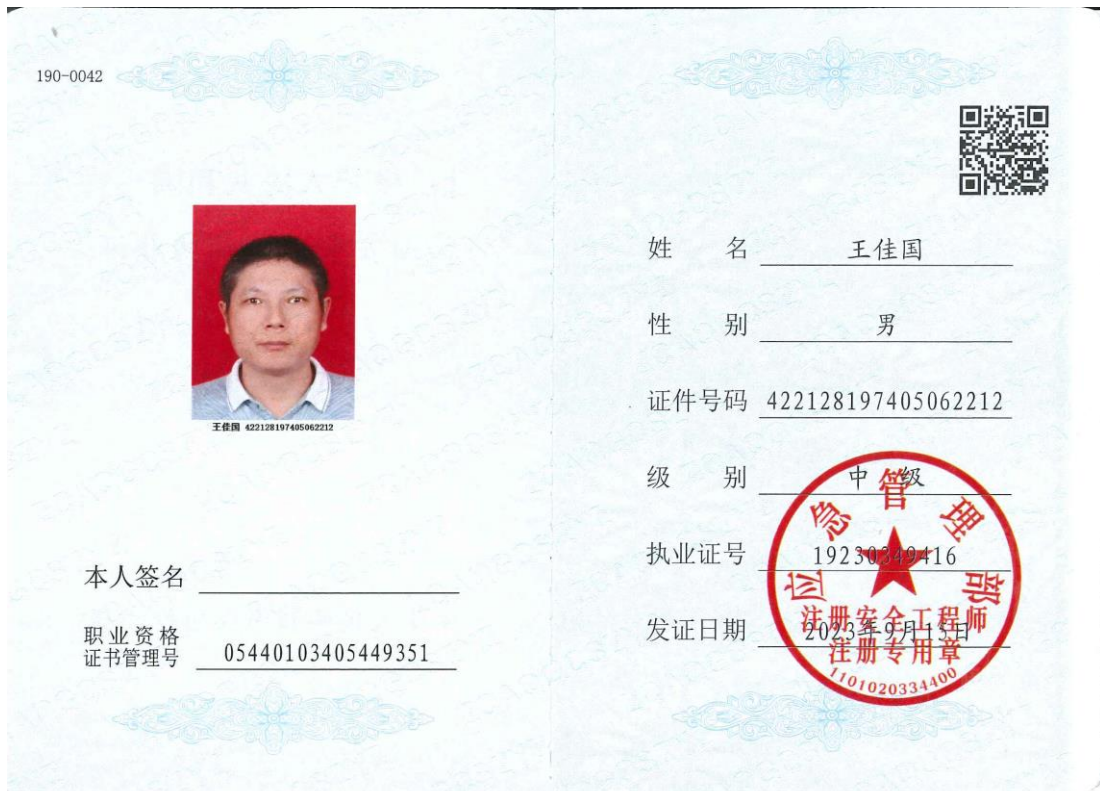 190-0042
王佳国 422128197405062212
本人签名
职业资格
证书管理号 05440103405449351
姓 名 王佳国
性 别 男
证件号码 422128197405062212
级 别 中 级
执业证号 19230349416
发证日期 2023年9月15日
应急管理部
注册安全工程师
注册专用章
1101020334400